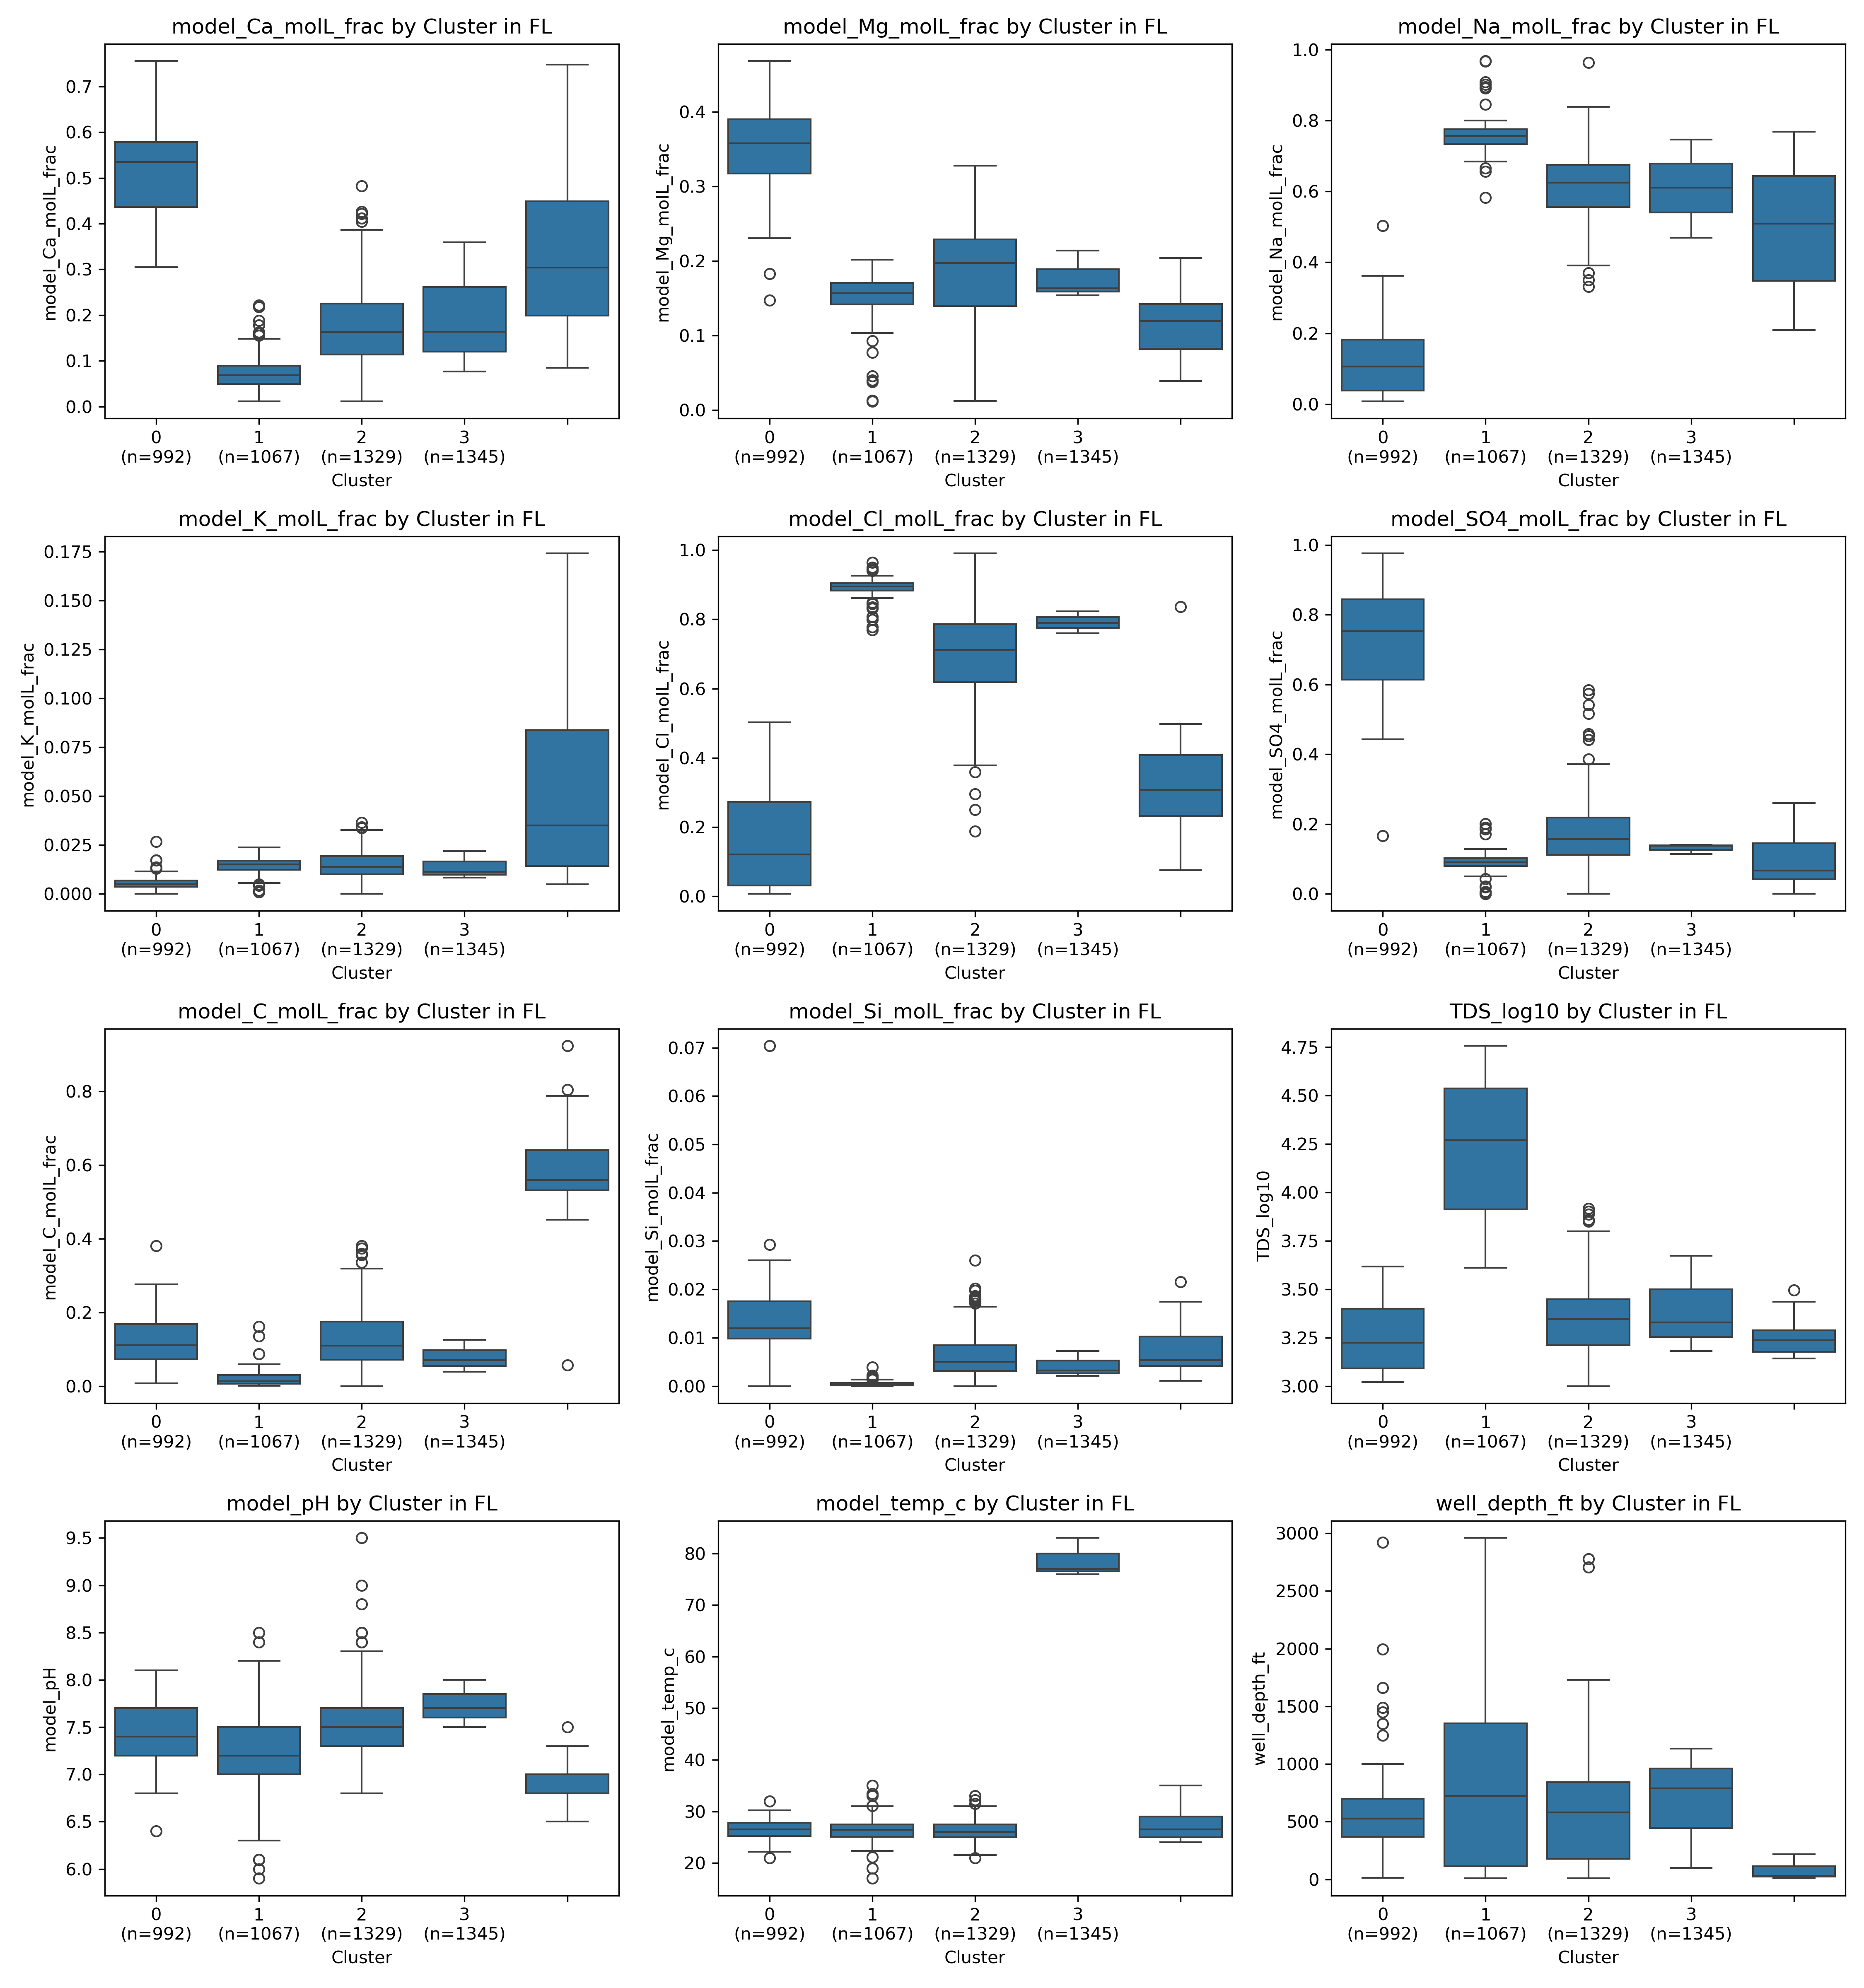 model_Ca_molL_frac by Cluster in FL
model_Ca_molL_frac
0.7
0.6
0.5
0.4
0.3
0.2
0.1
0.0
0 1 2 3
(n=992) (n=1067) (n=1329) (n=1345)
Cluster
model_Mg_molL_frac by Cluster in FL
model_Mg_molL_frac
0.4
0.3
0.2
0.1
0.0
0 1 2 3
(n=992) (n=1067) (n=1329) (n=1345)
Cluster
model_Na_molL_frac by Cluster in FL
model_Na_molL_frac
1.0
0.8
0.6
0.4
0.2
0.0
0 1 2 3
(n=992) (n=1067) (n=1329) (n=1345)
Cluster
model_K_molL_frac by Cluster in FL
model_K_molL_frac
0.175
0.150
0.125
0.100
0.075
0.050
0.025
0.000
0 1 2 3
(n=992) (n=1067) (n=1329) (n=1345)
Cluster
model_Cl_molL_frac by Cluster in FL
model_Cl_molL_frac
1.0
0.8
0.6
0.4
0.2
0.0
0 1 2 3
(n=992) (n=1067) (n=1329) (n=1345)
Cluster
model_SO4_molL_frac by Cluster in FL
model_SO4_molL_frac
1.0
0.8
0.6
0.4
0.2
0.0
0 1 2 3
(n=992) (n=1067) (n=1329) (n=1345)
Cluster
model_C_molL_frac by Cluster in FL
model_C_molL_frac
0.8
0.6
0.4
0.2
0.0
0 1 2 3
(n=992) (n=1067) (n=1329) (n=1345)
Cluster
model_Si_molL_frac by Cluster in FL
model_Si_molL_frac
0.07
0.06
0.05
0.04
0.03
0.02
0.01
0.00
0 1 2 3
(n=992) (n=1067) (n=1329) (n=1345)
Cluster
TDS_log10 by Cluster in FL
TDS_log10
4.75
4.50
4.25
4.00
3.75
3.50
3.25
3.00
0 1 2 3
(n=992) (n=1067) (n=1329) (n=1345)
Cluster
model_pH by Cluster in FL
model_pH
9.5
9.0
8.5
8.0
7.5
7.0
6.5
6.0
0 1 2 3
(n=992) (n=1067) (n=1329) (n=1345)
Cluster
model_temp_c by Cluster in FL
model_temp_c
80
70
60
50
40
30
20
0 1 2 3
(n=992) (n=1067) (n=1329) (n=1345)
Cluster
well_depth_ft by Cluster in FL
well_depth_ft
3000
2500
2000
1500
1000
500
0
0 1 2 3
(n=992) (n=1067) (n=1329) (n=1345)
Cluster